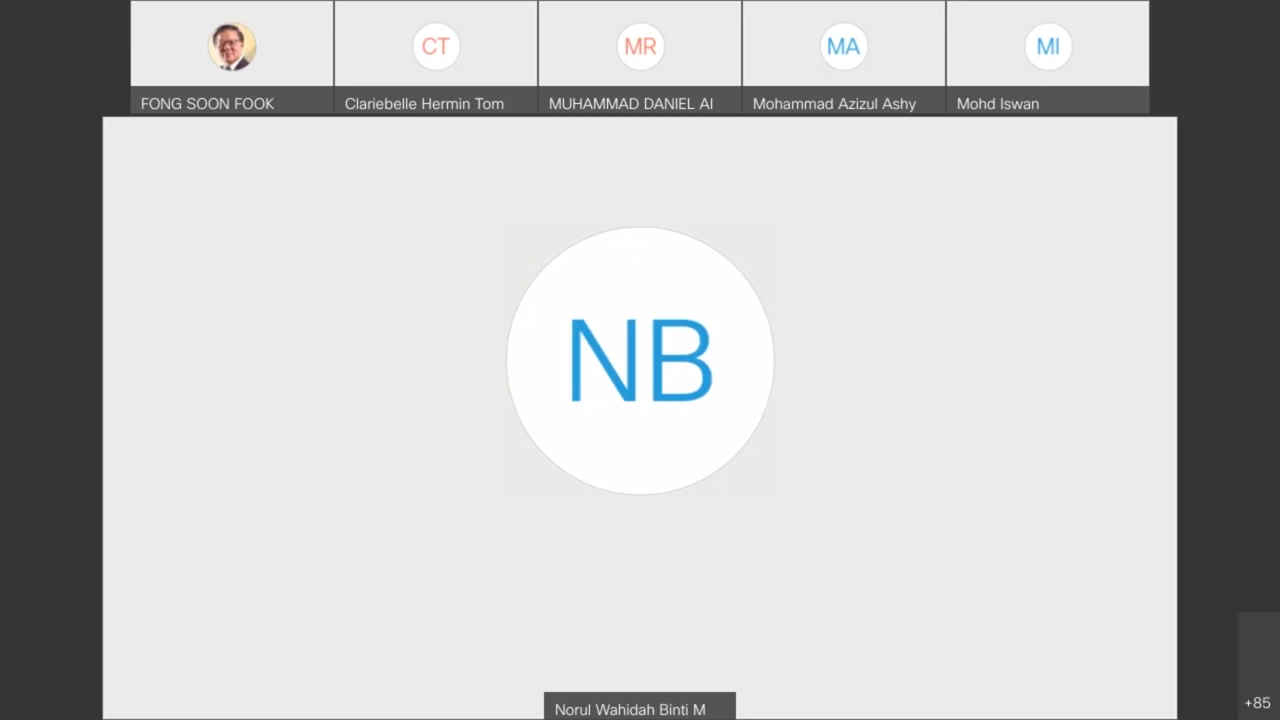 CT
MR
MA
MI
FONG SOON FOOK
Clariebelle Hermin Tom
MUHAMMAD DANIEL AI
Mohammad Azizul Ashy
Mohd Iswan
NB
+85
Norul Wahidah Binti M